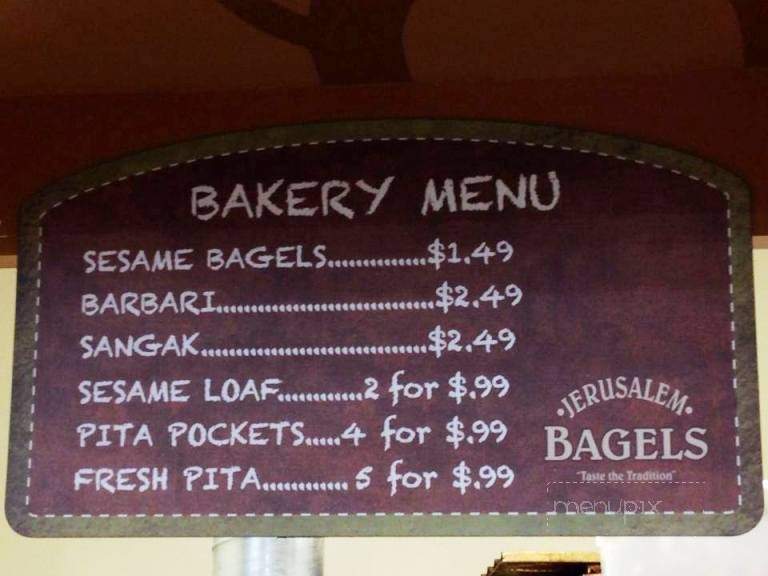 BAKERY MENU
SESAME BAGELS..............$1.49
BARBARI..............................$2.49
SANGAK................................$2.49
SESAME LOAF............2 for $.99
PITA POCKETS.....4 for $.99
FRESH PITA............5 for $.99
•JERUSALEM•
BAGELS
"Taste the Tradition"
menupix